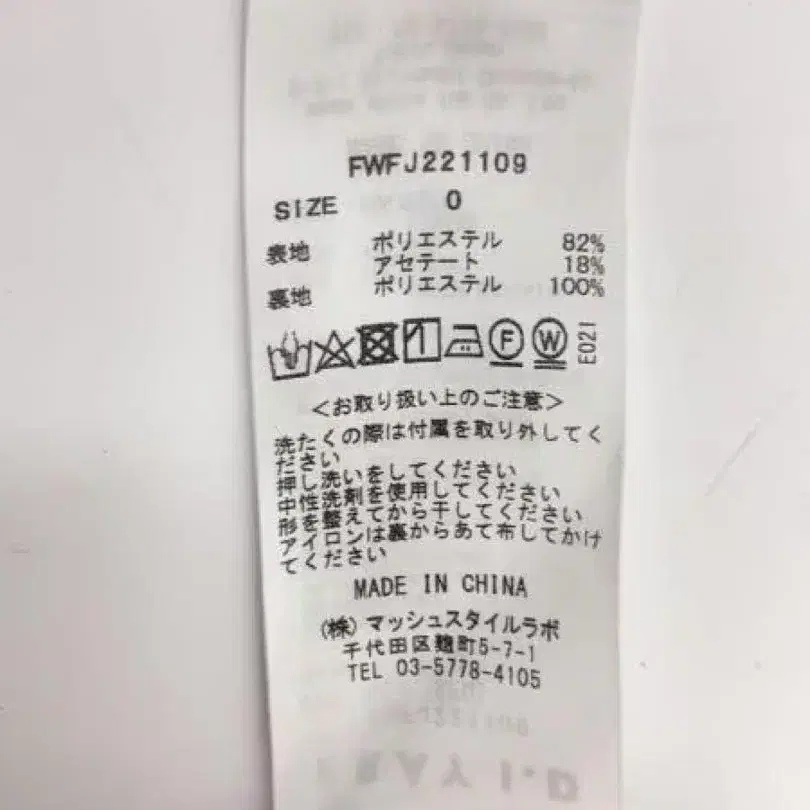 FWFJ221109
SIZE 0
表地 ポリエステル 82%
アセテート 18%
裏地 ポリエステル 100%
F W E021
<お取り扱い上のご注意>
洗たくの際は付属を取り外してく
ださい
押し洗いをしてください
中性洗剤を使用してください
形を整えてから干してください
アイロンは裏からあて布してかけ
てください
MADE IN CHINA
(株)マッシュスタイルラボ
千代田区麹町5-7-1
TEL 03-5778-4105